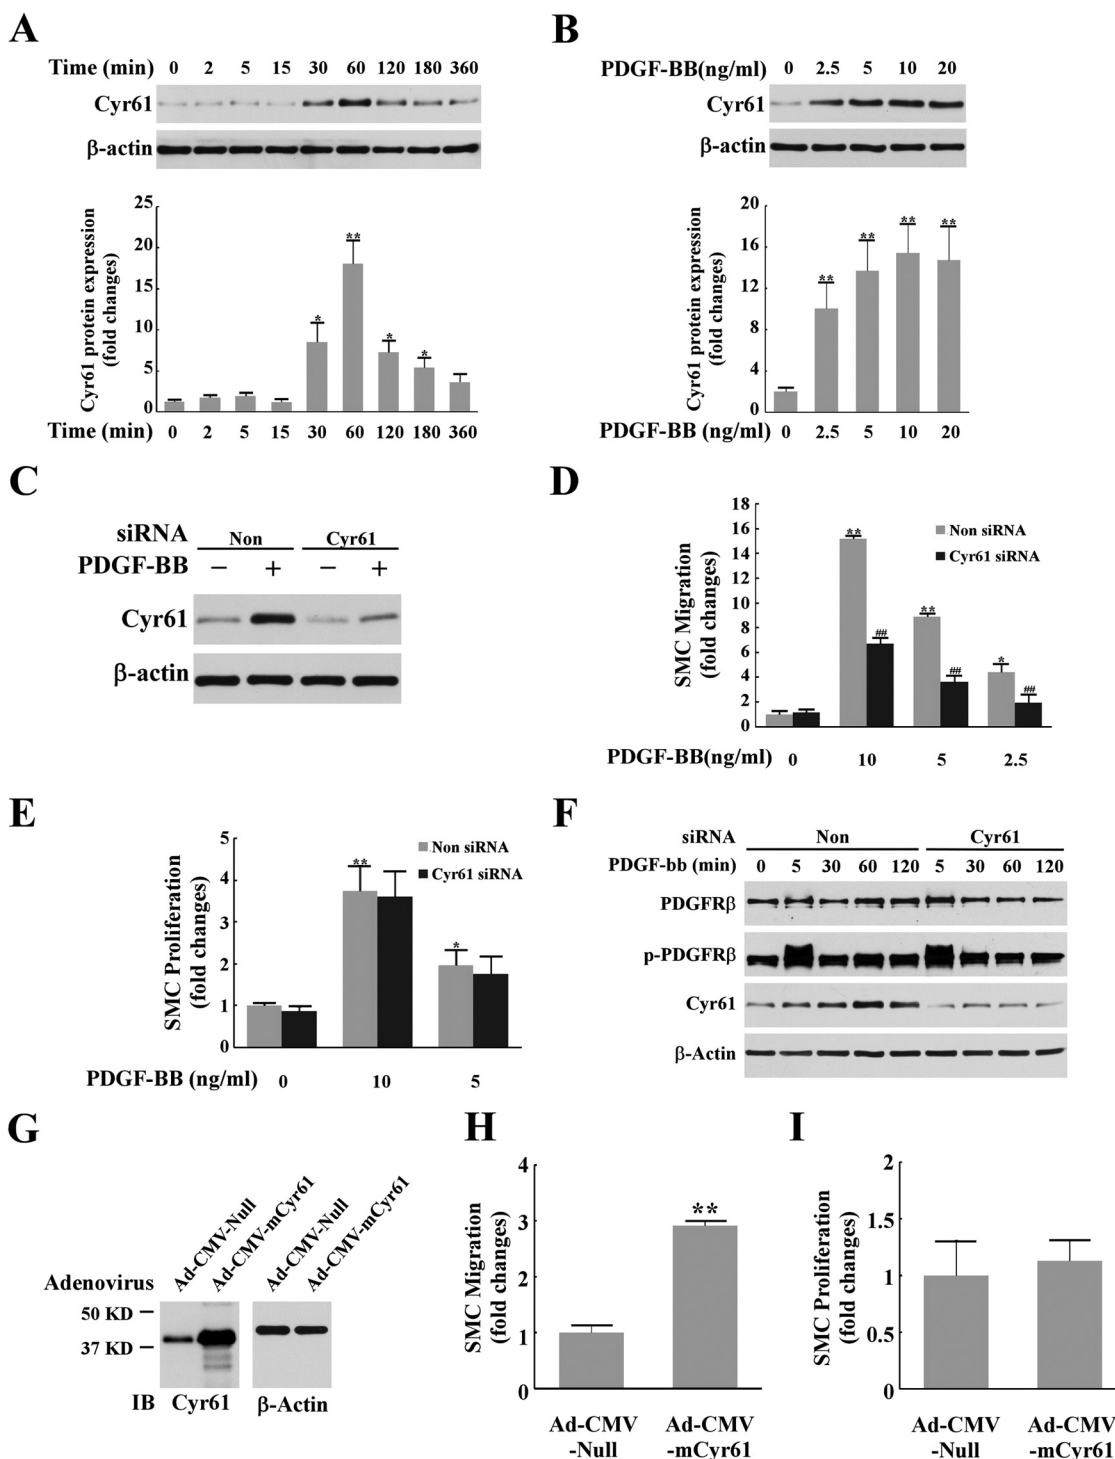 A
Time (min) 0 2 5 15 30 60 120 180 360
Cyr61
β-actin
Cyr61 protein expression
(fold changes)
25
20
15
10
5
0
* ** * *
Time (min) 0 2 5 15 30 60 120 180 360
B
PDGF-BB(ng/ml) 0 2.5 5 10 20
Cyr61
β-actin
Cyr61 protein expression
(fold changes)
20
16
12
8
4
0
** ** ** **
PDGF-BB (ng/ml) 0 2.5 5 10 20
C
siRNA Non Cyr61
PDGF-BB − + − +
Cyr61
β-actin
D
SMC Migration
(fold changes)
18
16
14
12
10
8
6
4
2
0
Non siRNA
Cyr61 siRNA
** ## ** ## * ##
PDGF-BB(ng/ml) 0 10 5 2.5
E
SMC Proliferation
(fold changes)
5
4
3
2
1
0
Non siRNA
Cyr61 siRNA
** *
PDGF-BB (ng/ml) 0 10 5
F
siRNA Non Cyr61
PDGF-bb (min) 0 5 30 60 120 5 30 60 120
PDGFRβ
p-PDGFRβ
Cyr61
β-Actin
G
Adenovirus Ad-CMV-Null Ad-CMV-mCyr61 Ad-CMV-Null Ad-CMV-mCyr61
50 KD
37 KD
IB Cyr61 β-Actin
H
SMC Migration
(fold changes)
4
3
2
1
0
**
Ad-CMV Ad-CMV
-Null -mCyr61
I
SMC Proliferation
(fold changes)
2
1.5
1
0.5
0
Ad-CMV Ad-CMV
-Null -mCyr61